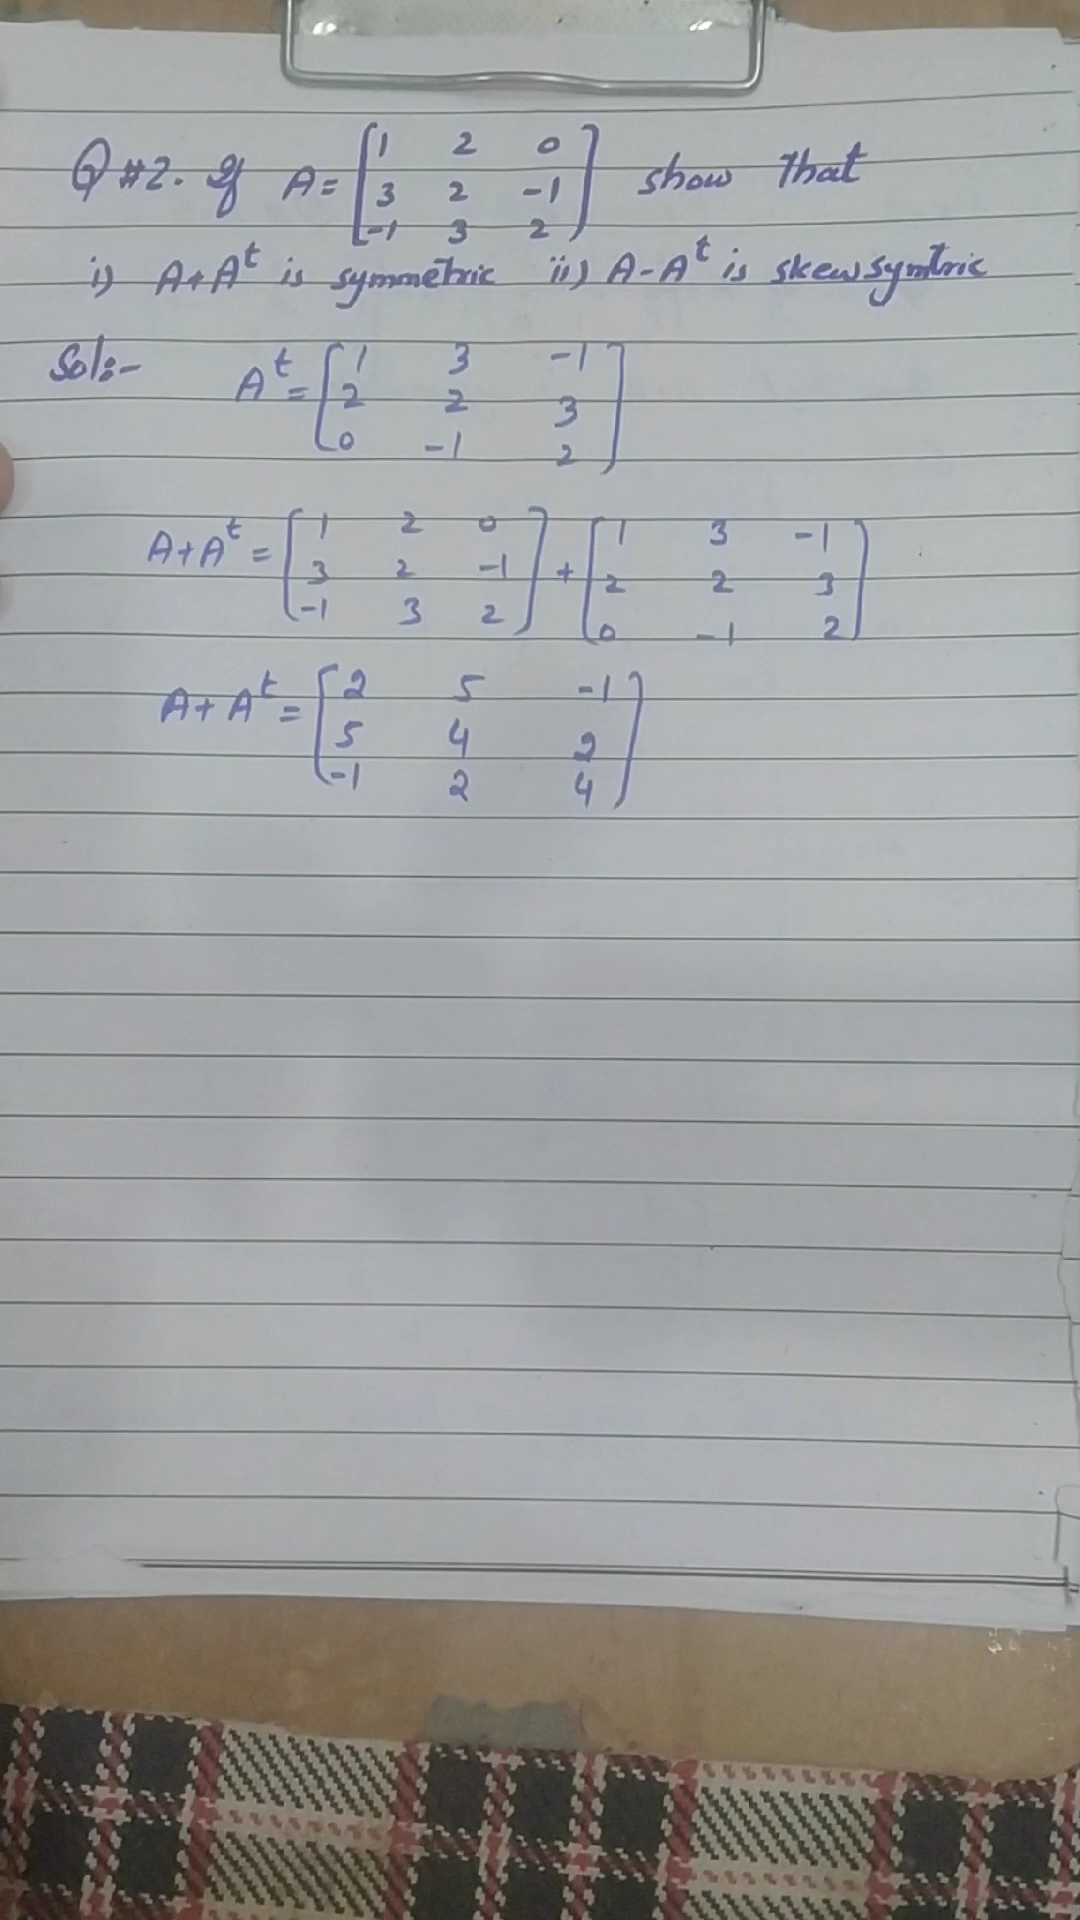 Q #2. If A = [1 2 0
3 2 -1
-1 3 2] show that
i) A+A^t is symmetric ii) A-A^t is skew symtric
Sol:- A^t = [1 3 -1
2 2 3
0 -1 2]
A+A^t = [1 2 0
3 2 -1
-1 3 2] + [1 3 -1
2 2 3
0 -1 2]
A+A^t = [2 5 -1
5 4 2
-1 2 4]